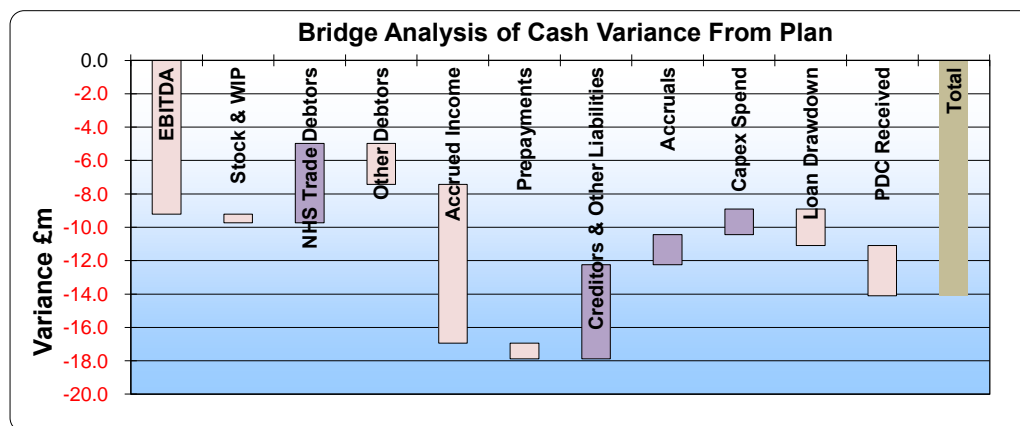 Bridge Analysis of Cash Variance From Plan
Variance £m
0.0
-2.0
-4.0
-6.0
-8.0
-10.0
-12.0
-14.0
-16.0
-18.0
-20.0
EBITDA
Stock & WIP
NHS Trade Debtors
Other Debtors
Accrued Income
Prepayments
Creditors & Other Liabilities
Accruals
Capex Spend
Loan Drawdown
PDC Received
Total